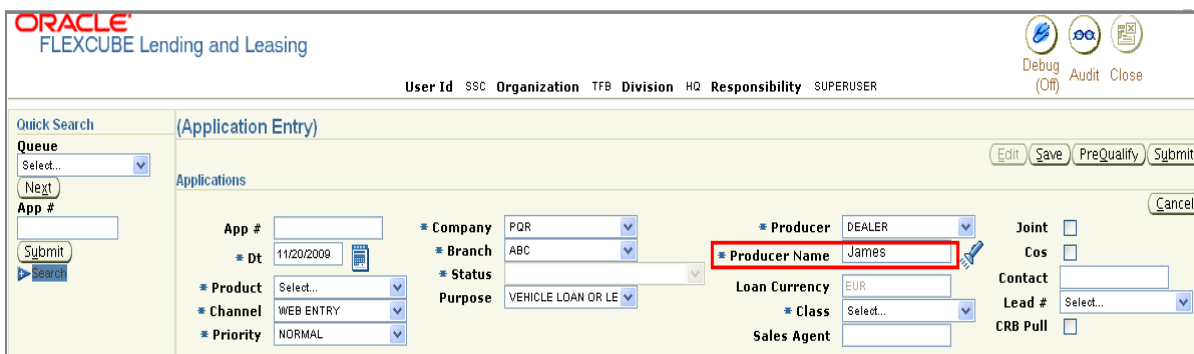 ORACLE'
FLEXCUBE Lending and Leasing
Debug
(Off)
Audit
Close
User Id SSC Organization TFB Division HQ Responsibility SUPERUSER
Quick Search
Queue
Select...
Next
App #
Submit
Search
(Application Entry)
Edit Save PreQualify Submit
Applications
Cancel
App #
* Dt 11/20/2009
* Product Select...
* Channel WEB ENTRY
* Priority NORMAL
* Company PQR
* Branch ABC
* Status
Purpose VEHICLE LOAN OR LE
* Producer DEALER
* Producer Name James
Loan Currency EUR
* Class Select...
Sales Agent
Joint
Cos
Contact
Lead # Select...
CRB Pull